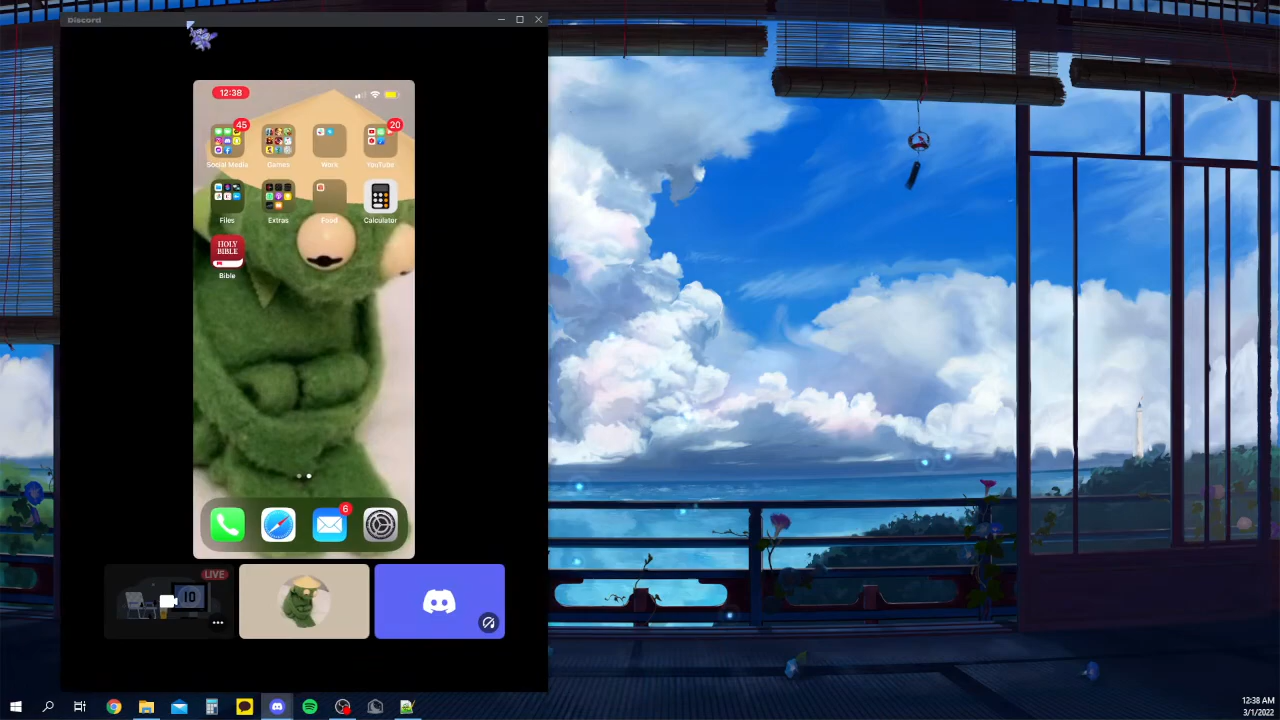 Discord
12:38
45
20
Social Media
Games
Work
YouTube
Files
Extras
Food
Calculator
HOLY
BIBLE
Bible
6
LIVE
10
12:38 AM
3/1/2022